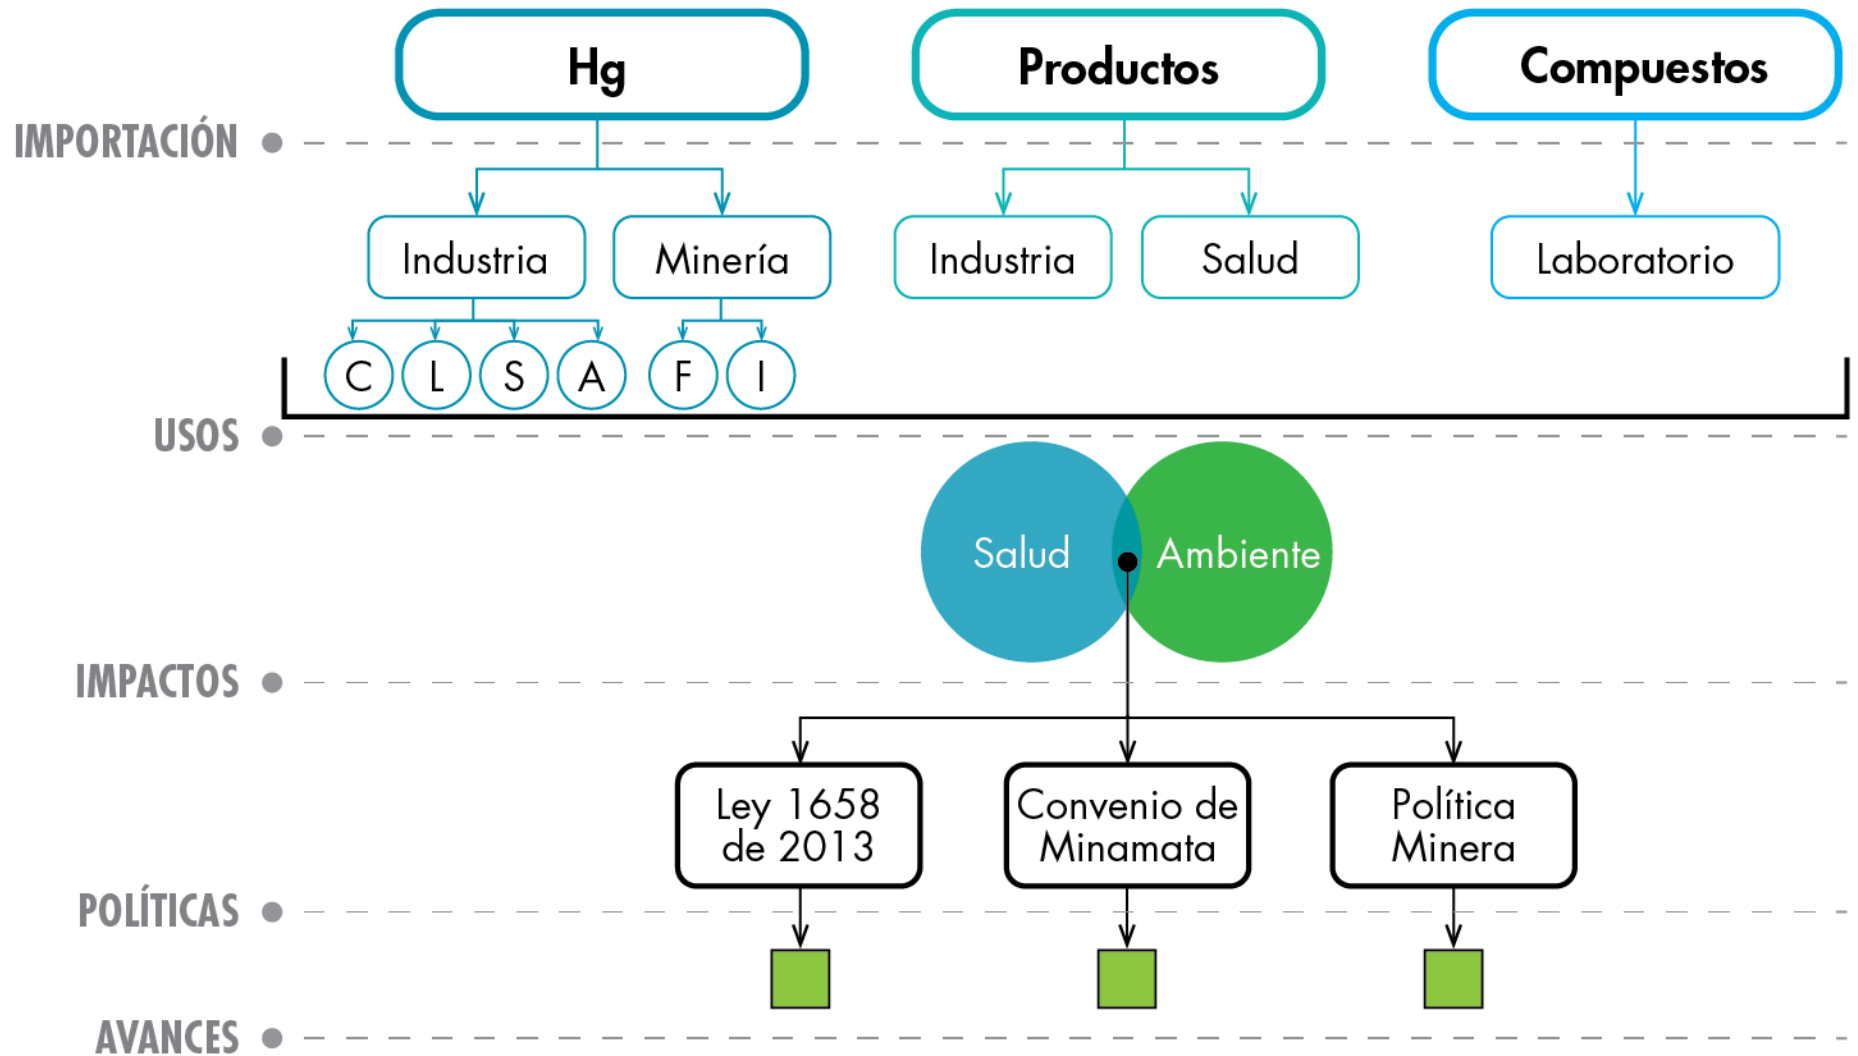 Hg
Productos
Compuestos
IMPORTACIÓN
Industria
Minería
Industria
Salud
Laboratorio
C
L
S
A
F
I
USOS
Salud
Ambiente
IMPACTOS
Ley 1658
de 2013
Convenio de
Minamata
Política
Minera
POLÍTICAS
AVANCES